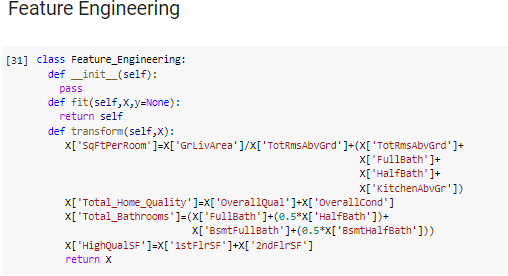 Feature Engineering
[31] class Feature_Engineering:
def __init__(self):
pass
def fit(self,X,y=None):
return self
def transform(self,X):
X['SqFtPerRoom']=X['GrLivArea']/X['TotRmsAbvGrd']+(X['TotRmsAbvGrd']+
X['FullBath']+
X['HalfBath']+
X['KitchenAbvGr'])
X['Total_Home_Quality']=X['OverallQual']+X['OverallCond']
X['Total_Bathrooms']=(X['FullBath']+(0.5*X['HalfBath'])+
X['BsmtFullBath']+(0.5*X['BsmtHalfBath']))
X['HighQualSF']=X['1stFlrSF']+X['2ndFlrSF']
return X